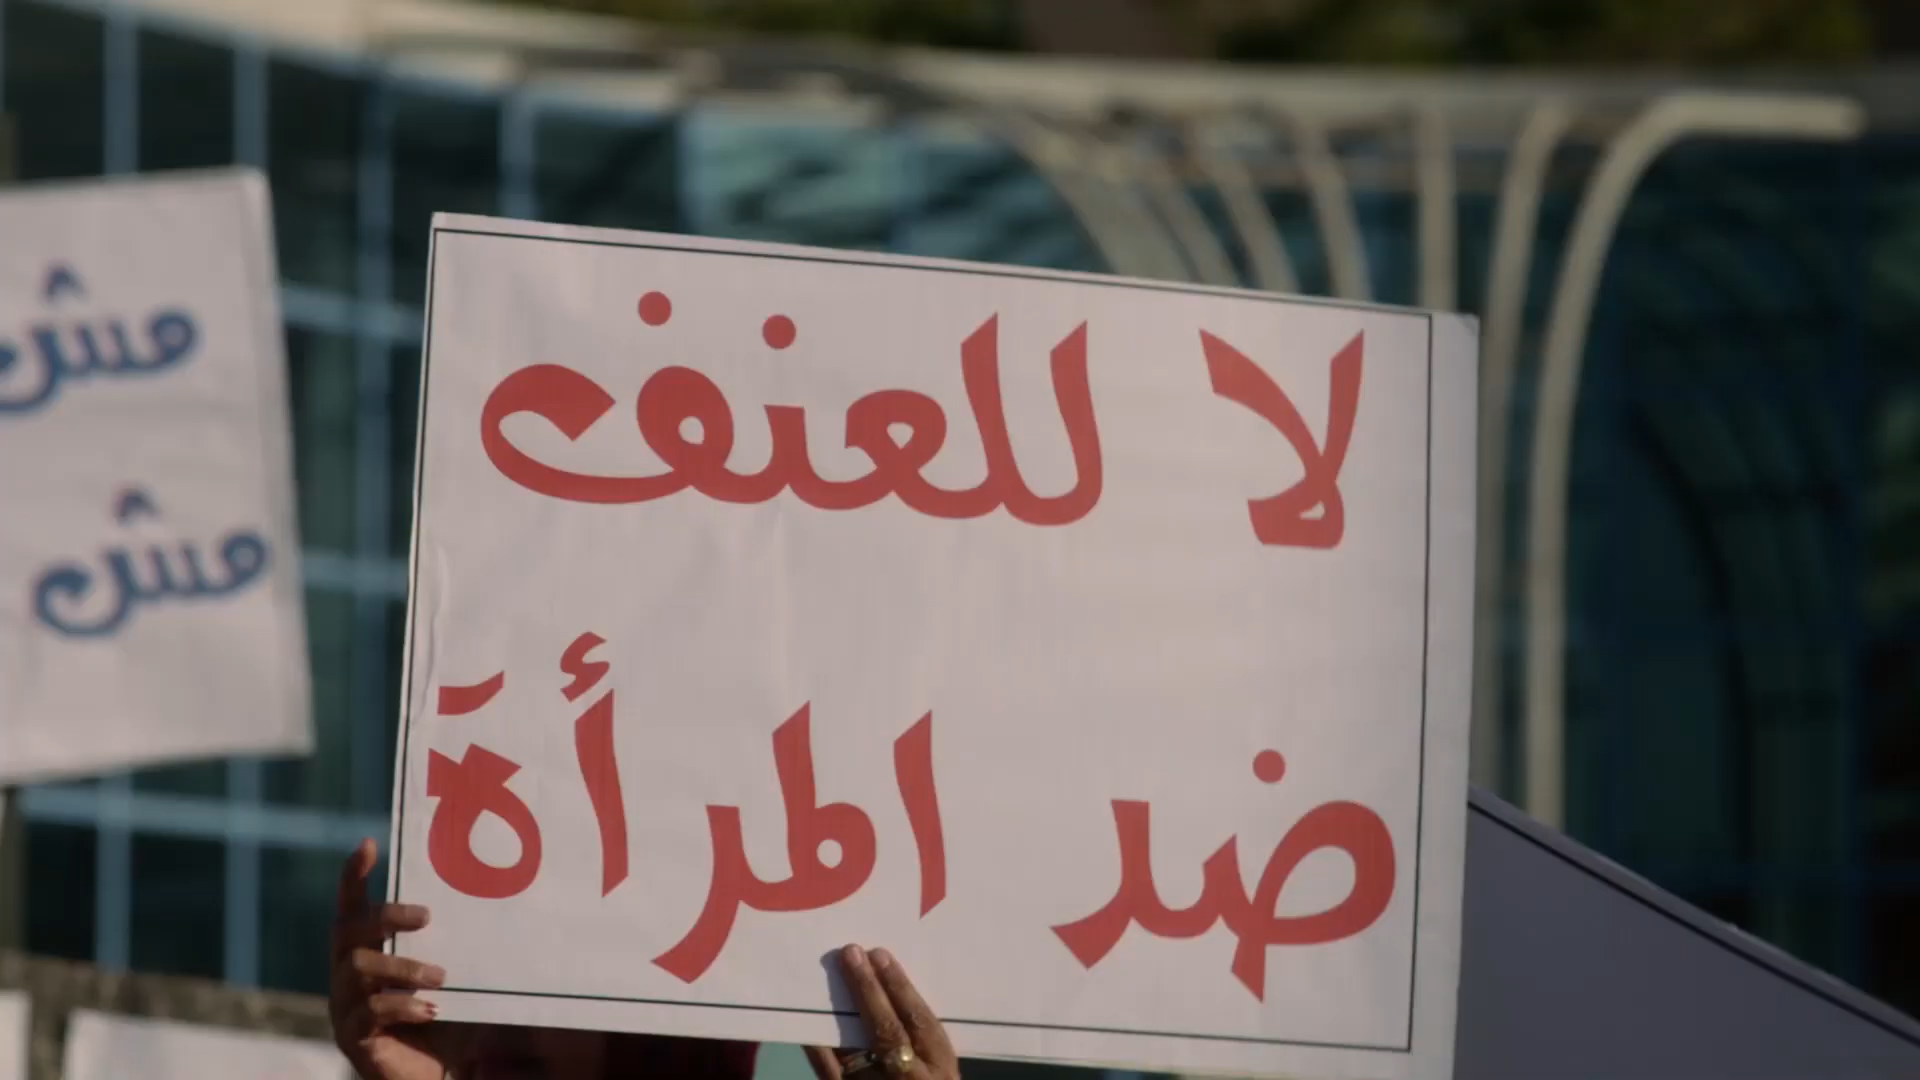 لا للعنف
ضد المرأة
مش
مش